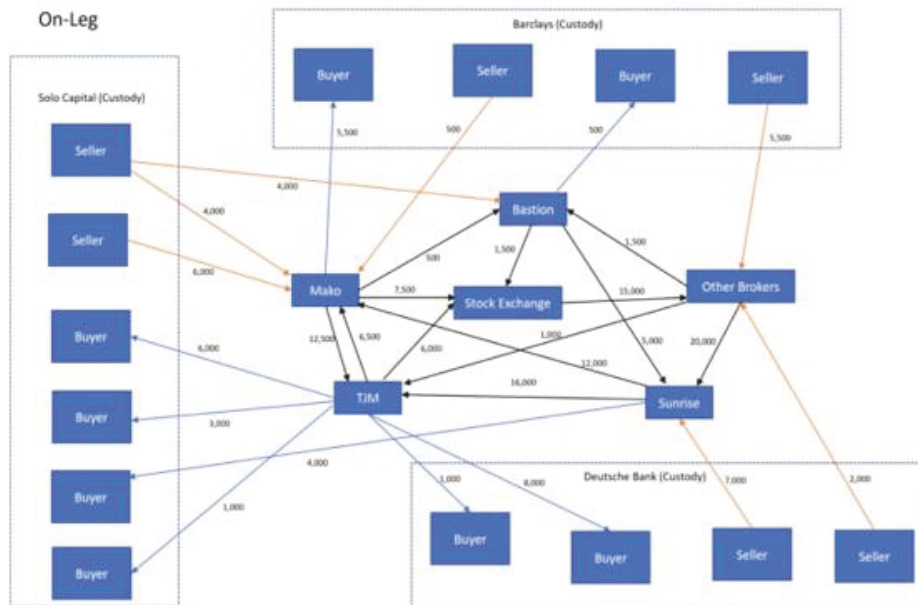 On-Leg
Barclays (Custody)
Buyer
Seller
Buyer
Seller
Solo Capital (Custody)
5,500
500
500
5,500
Seller
4,000
4,000
Bastion
Seller
6,000
500
1,500
1,500
Mako
7,500
Stock Exchange
15,000
Other Brokers
Buyer
6,000
12,500
6,500
6,000
1,000
12,000
5,000
20,000
16,000
TJM
Sunrise
Buyer
3,000
4,000
Buyer
1,000
1,000
8,000
Deutsche Bank (Custody)
7,000
2,000
Buyer
Buyer
Buyer
Seller
Seller